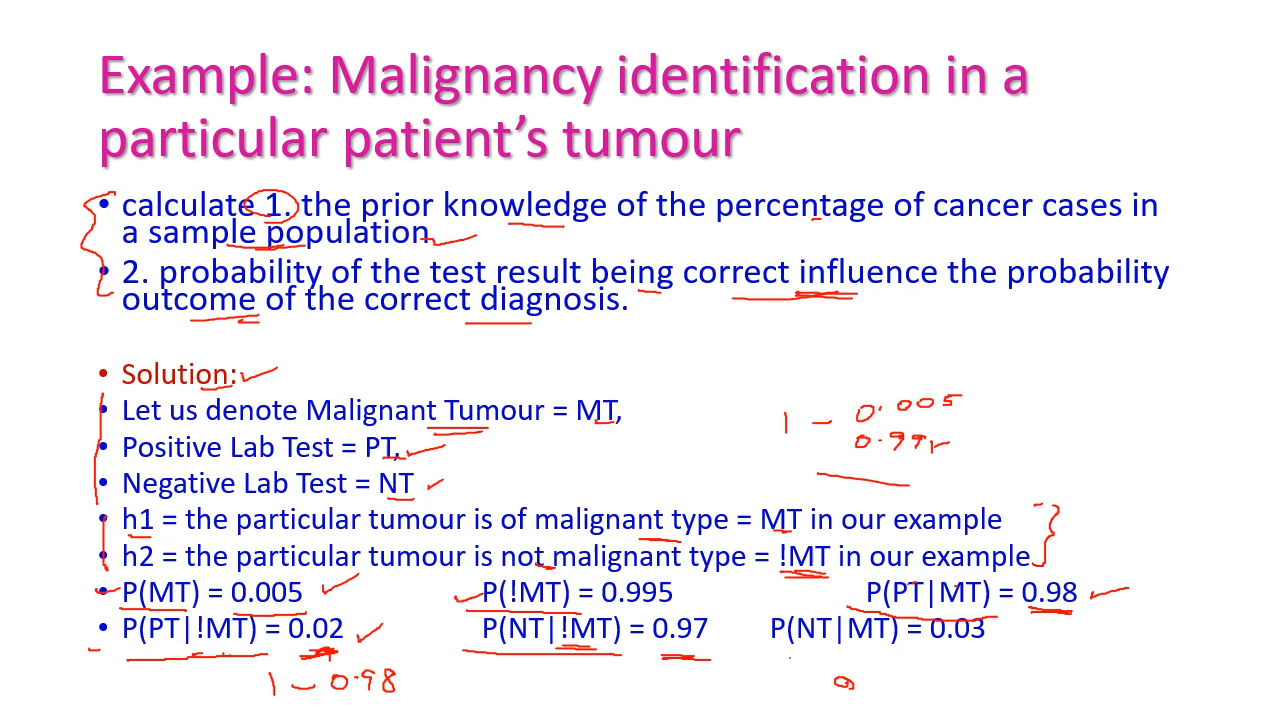 Example: Malignancy identification in a
particular patient's tumour
• calculate 1. the prior knowledge of the percentage of cancer cases in
a sample population
• 2. probability of the test result being correct influence the probability
outcome of the correct diagnosis.
• Solution:
• Let us denote Malignant Tumour = MT,
1 - 0.005
• Positive Lab Test = PT,
0.99
• Negative Lab Test = NT
• h1 = the particular tumour is of malignant type = MT in our example
• h2 = the particular tumour is not malignant type = !MT in our example
• P(MT) = 0.005 P(!MT) = 0.995 P(PT|MT) = 0.98
• P(PT|!MT) = 0.02 P(NT|!MT) = 0.97 P(NT|MT) = 0.03
1 - 0.98